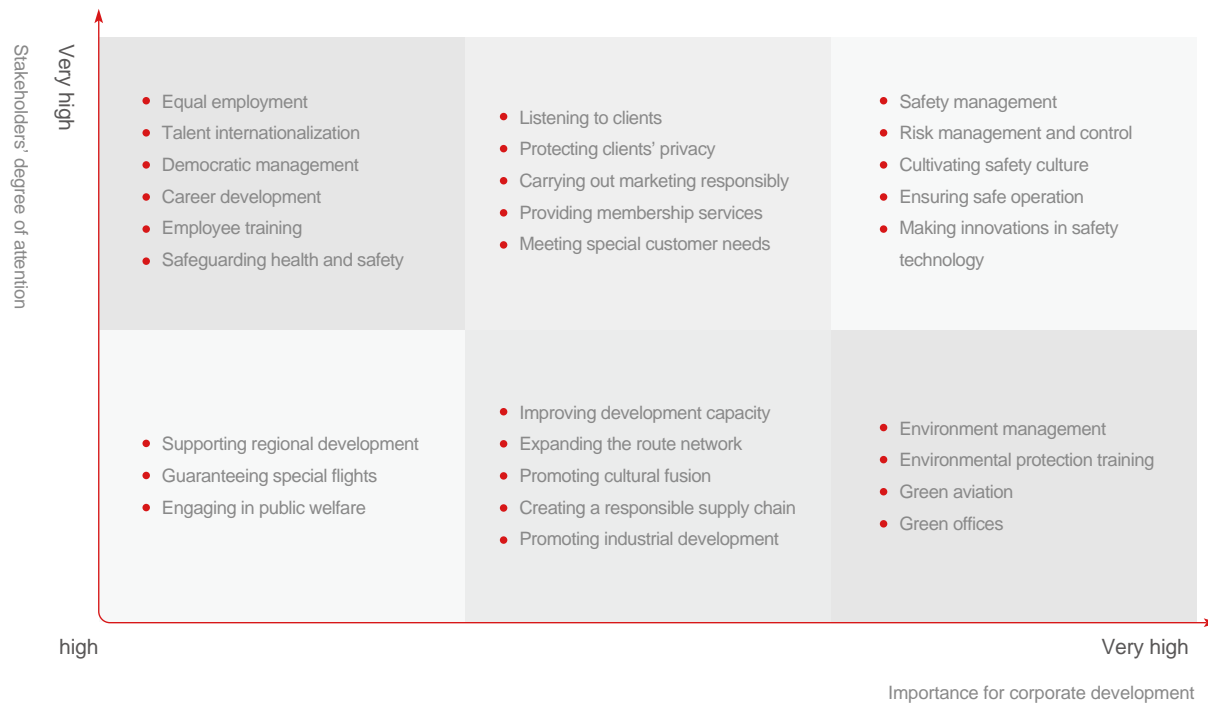 Stakeholders’ degree of attention
Very high
Equal employment
Talent internationalization
Democratic management
Career development
Employee training
Safeguarding health and safety
Listening to clients
Protecting clients’ privacy
Carrying out marketing responsibly
Providing membership services
Meeting special customer needs
Safety management
Risk management and control
Cultivating safety culture
Ensuring safe operation
Making innovations in safety
technology
Supporting regional development
Guaranteeing special flights
Engaging in public welfare
Improving development capacity
Expanding the route network
Promoting cultural fusion
Creating a responsible supply chain
Promoting industrial development
Environment management
Environmental protection training
Green aviation
Green offices
high
Very high
Importance for corporate development